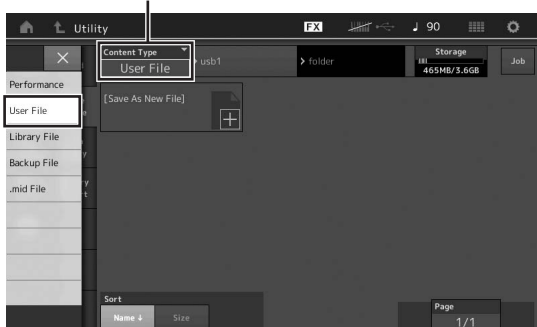 Utility
FX
♩ 90
Content Type
User File
usb1
folder
Storage
465MB/3.6GB
Job
Performance
User File
Library File
Backup File
.mid File
[Save As New File]
Sort
Name ↓
Size
Page
1/1